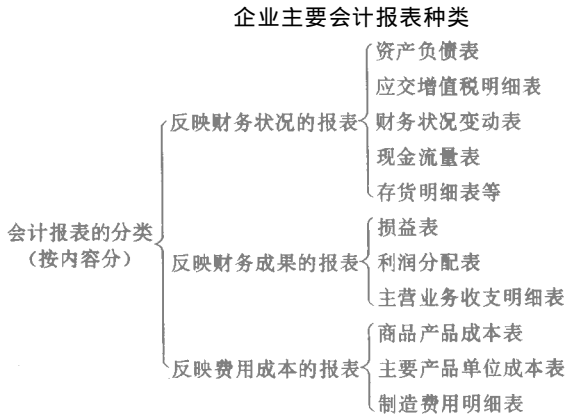 企业主要会计报表种类
资产负债表
应交增值税明细表
反映财务状况的报表
财务状况变动表
现金流量表
存货明细表等
会计报表的分类
（按内容分）
损益表
反映财务成果的报表
利润分配表
主营业务收支明细表
商品产品成本表
反映费用成本的报表
主要产品单位成本表
制造费用明细表